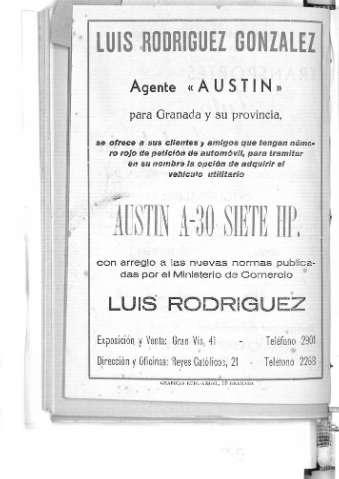 LUIS RODRIGUEZ GONZALEZ
Agente «AUSTIN»
para Granada y su provincia,
se ofrece a sus clientes y amigos que tengan núme-
ro rojo de petición de automóvil, para tramitar
en su nombre la opción de adquirir el
vehículo utilitario
AUSTIN A-30 SIETE HP.
con arreglo a las nuevas normas publica-
das por el Ministerio de Comercio
LUIS RODRIGUEZ
Exposición y Venta: Gran Vía, 41 - Teléfono 2901
Dirección y Oficinas: Reyes Católicos, 21 - Teléfono 2268
GRANADA